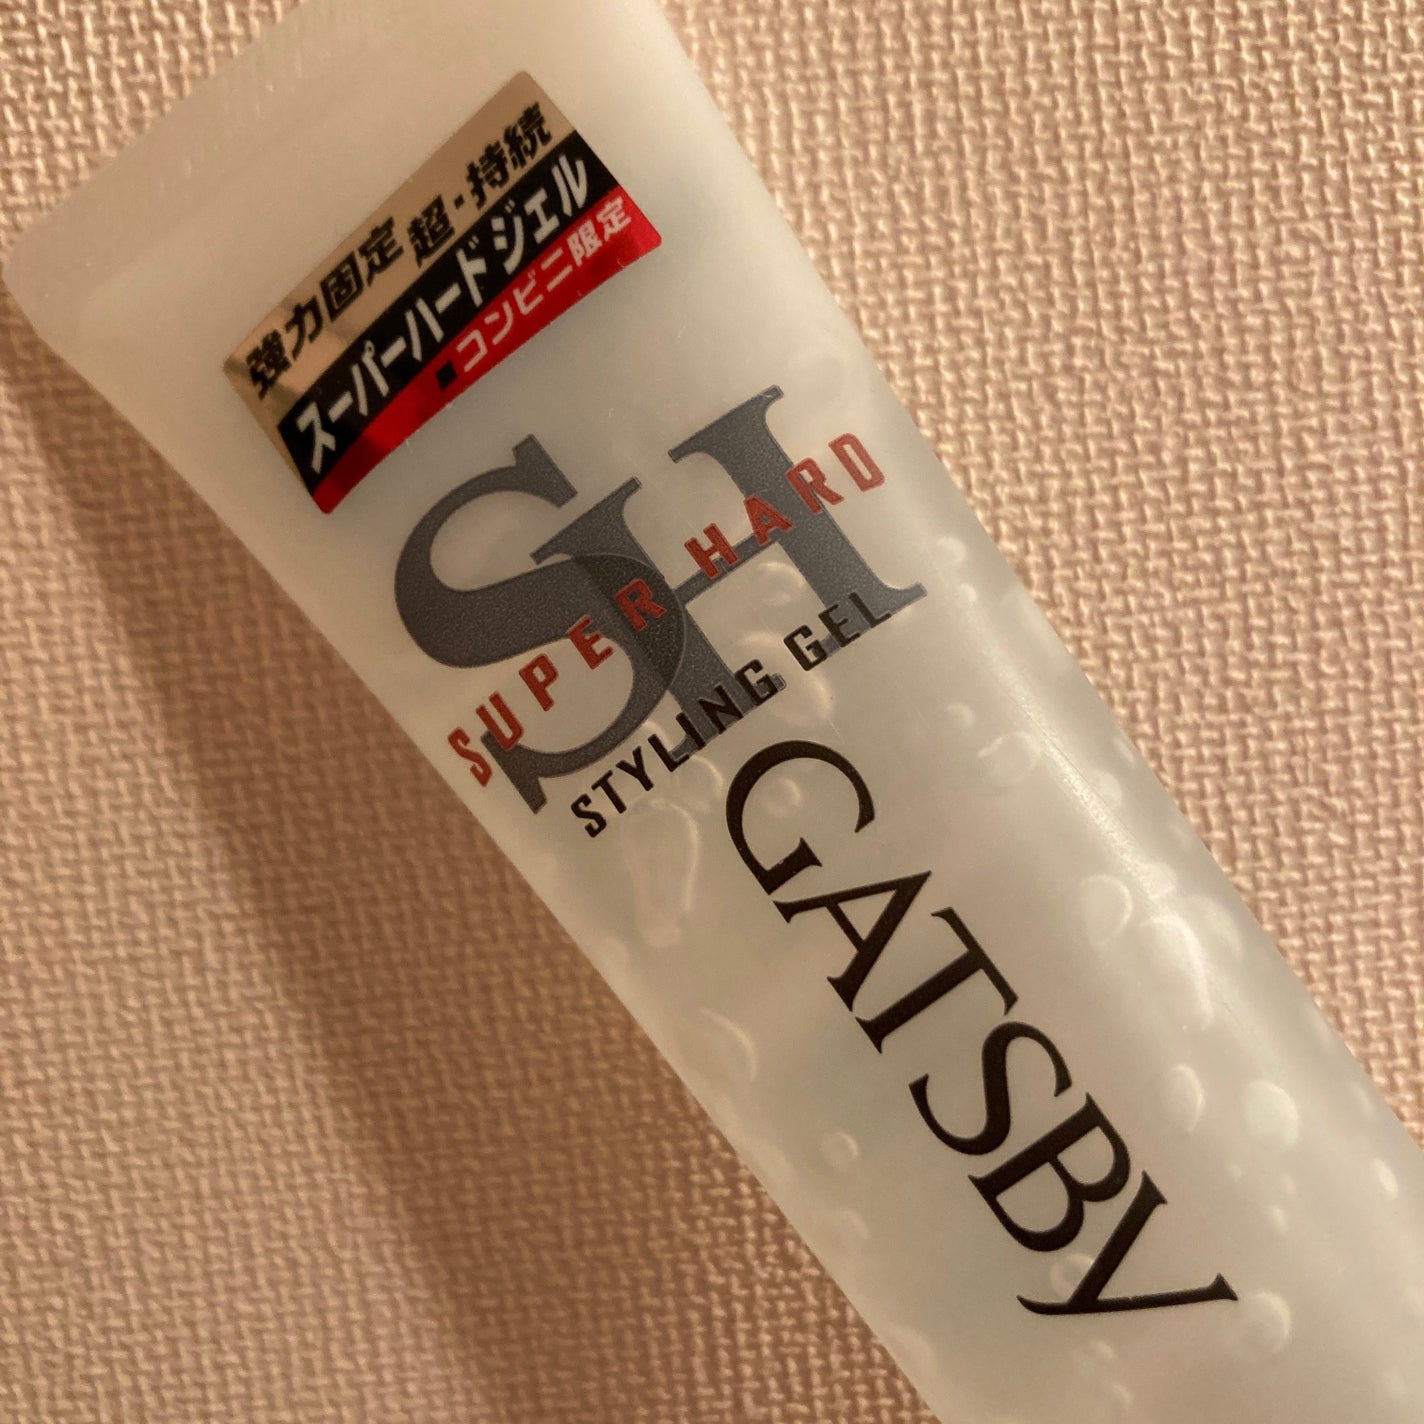 強力固定 超・持続
スーパーハードジェル
■コンビニ限定
SH
SUPER HARD
STYLING GEL
GATSBY